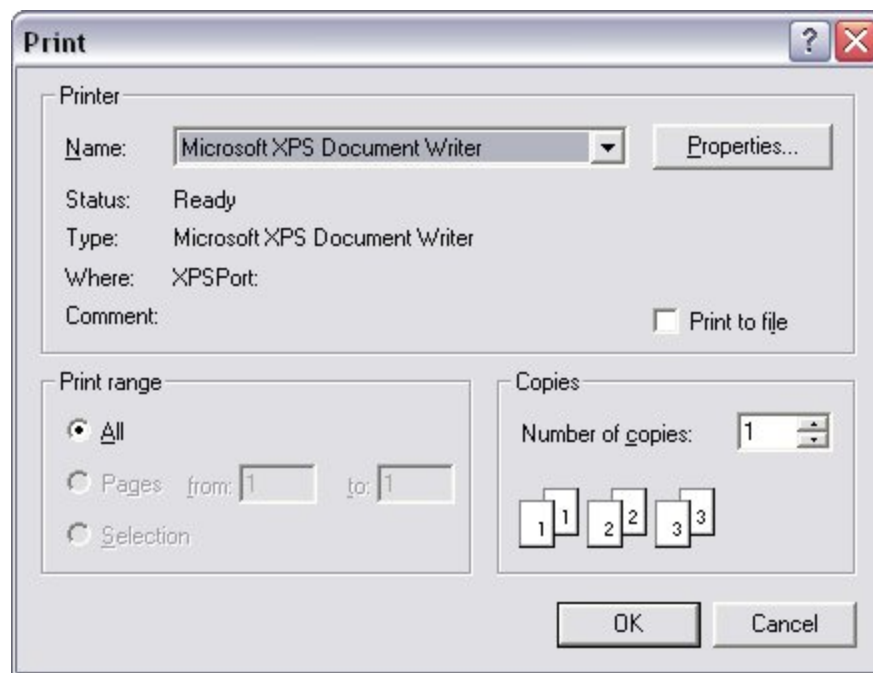 Print
Printer
Name: Microsoft XPS Document Writer Properties...
Status: Ready
Type: Microsoft XPS Document Writer
Where: XPSPort:
Comment: Print to file
Print range
All
Pages from: 1 to: 1
Selection
Copies
Number of copies: 1
1 1 2 2 3 3
OK Cancel